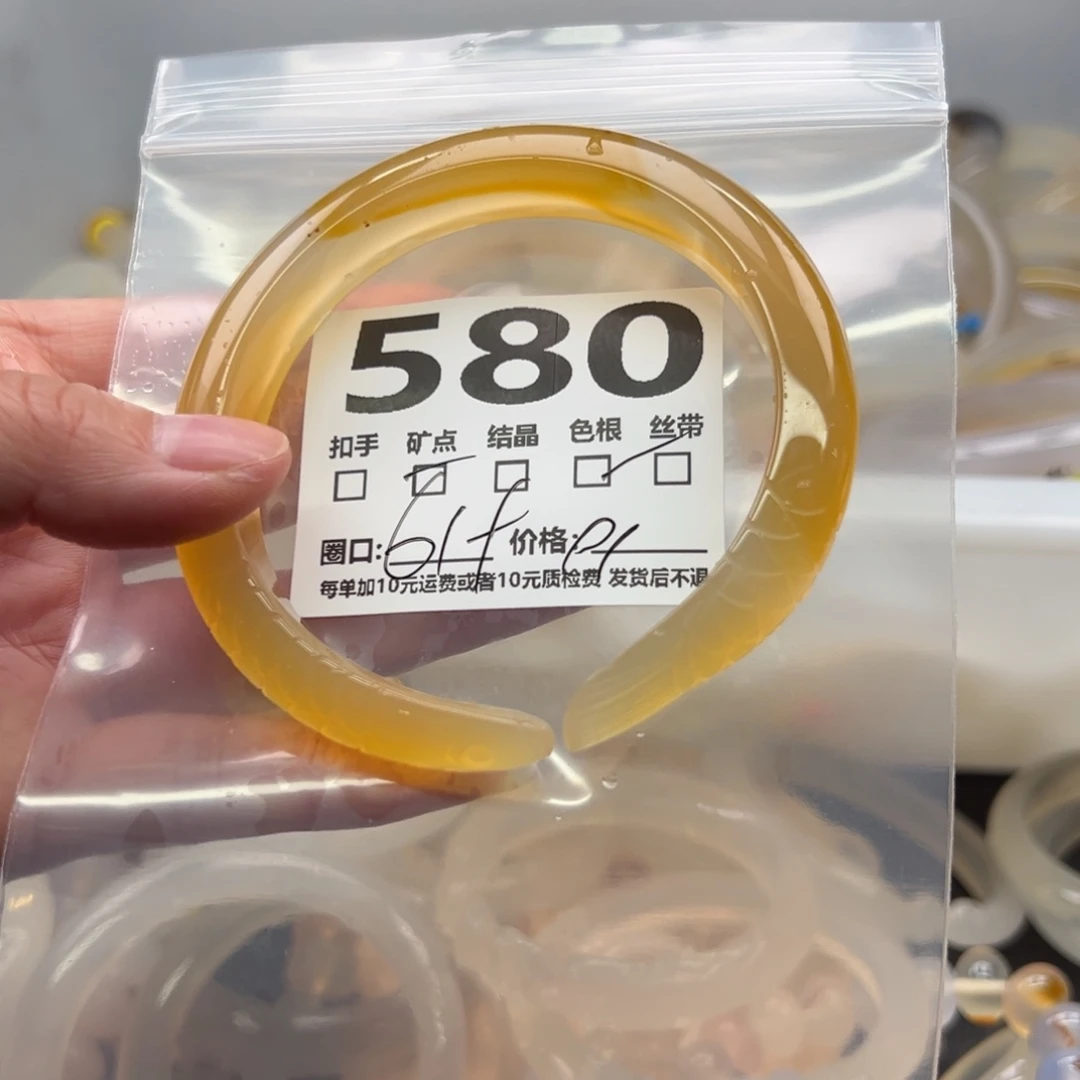 580
扣手 矿点 结晶 色根 丝带
圈口: 价格:
每单加10元运费或者10元质检费 发货后不退